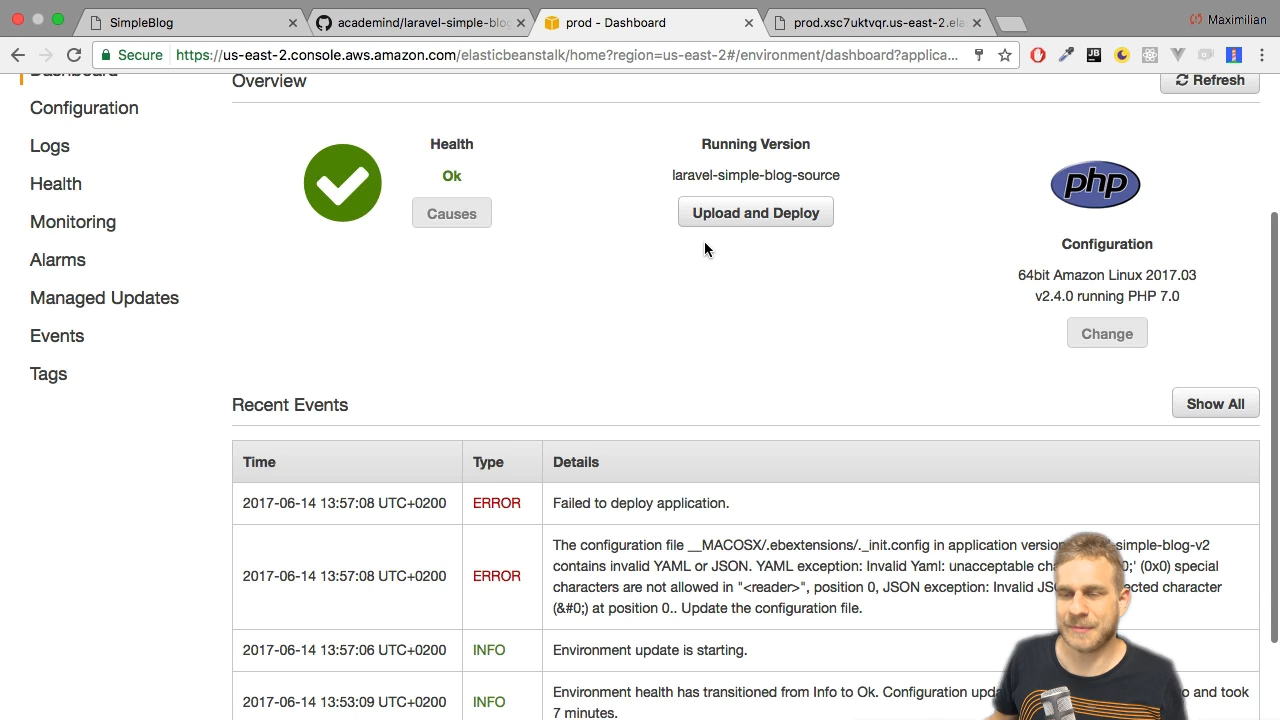 SimpleBlog
academind/laravel-simple-blo
prod - Dashboard
prod.xsc7uktvqr.us-east-2.ela
Maximilian
Secure
https://us-east-2.console.aws.amazon.com/elasticbeanstalk/home?region=us-east-2#/environment/dashboard?applica...
JB
Dashboard
Configuration
Logs
Health
Monitoring
Alarms
Managed Updates
Events
Tags
Overview
Refresh
Health
Ok
Causes
Running Version
laravel-simple-blog-source
Upload and Deploy
php
Configuration
64bit Amazon Linux 2017.03
v2.4.0 running PHP 7.0
Change
Recent Events
Show All
Time Type Details
2017-06-14 13:57:08 UTC+0200 ERROR Failed to deploy application.
The configuration file __MACOSX/.ebextensions/._init.config in application version simple-blog-v2
2017-06-14 13:57:08 UTC+0200 ERROR contains invalid YAML or JSON. YAML exception: Invalid Yaml: unacceptable (0x0) special
characters are not allowed in "<reader>", position 0, JSON exception: Invalid
(&#0;) at position 0.. Update the configuration file.
2017-06-14 13:57:06 UTC+0200 INFO Environment update is starting.
2017-06-14 13:53:09 UTC+0200 INFO Environment health has transitioned from Info to Ok. Configuration and took
7 minutes.